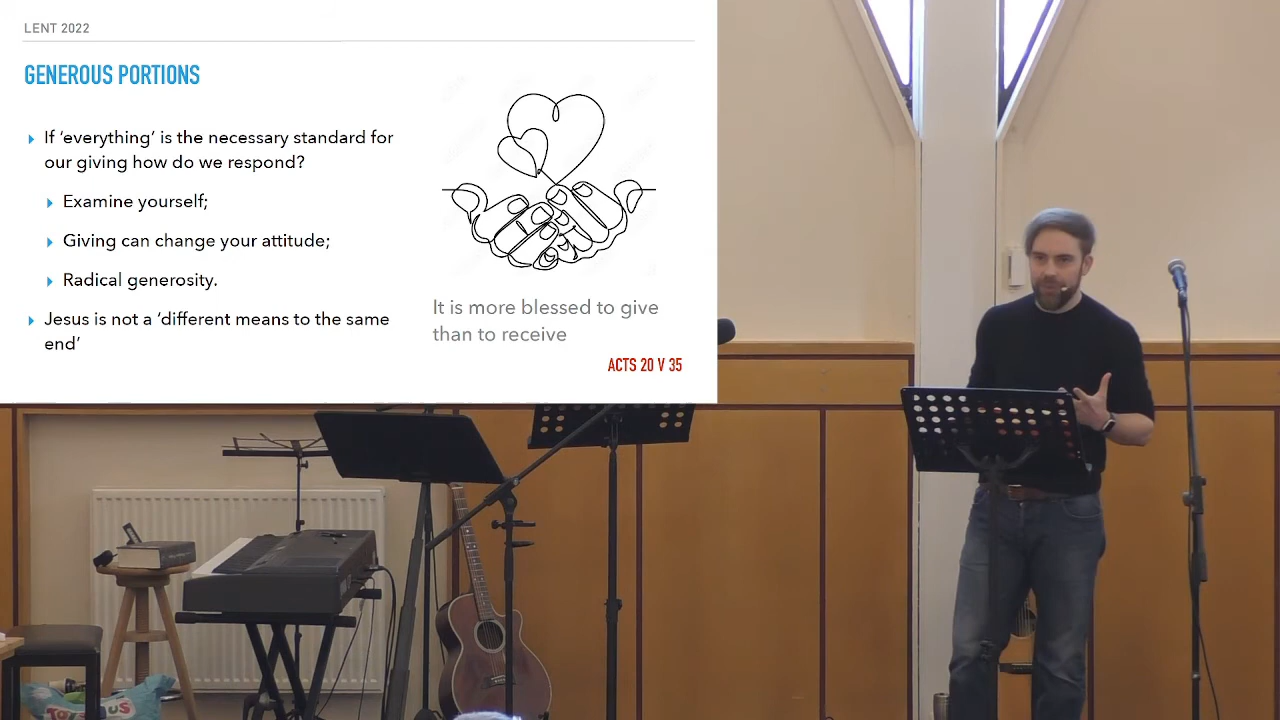 LENT 2022
GENEROUS PORTIONS
If ‘everything’ is the necessary standard for
our giving how do we respond?
Examine yourself;
Giving can change your attitude;
Radical generosity.
Jesus is not a ‘different means to the same
end’
It is more blessed to give
than to receive
ACTS 20 V 35